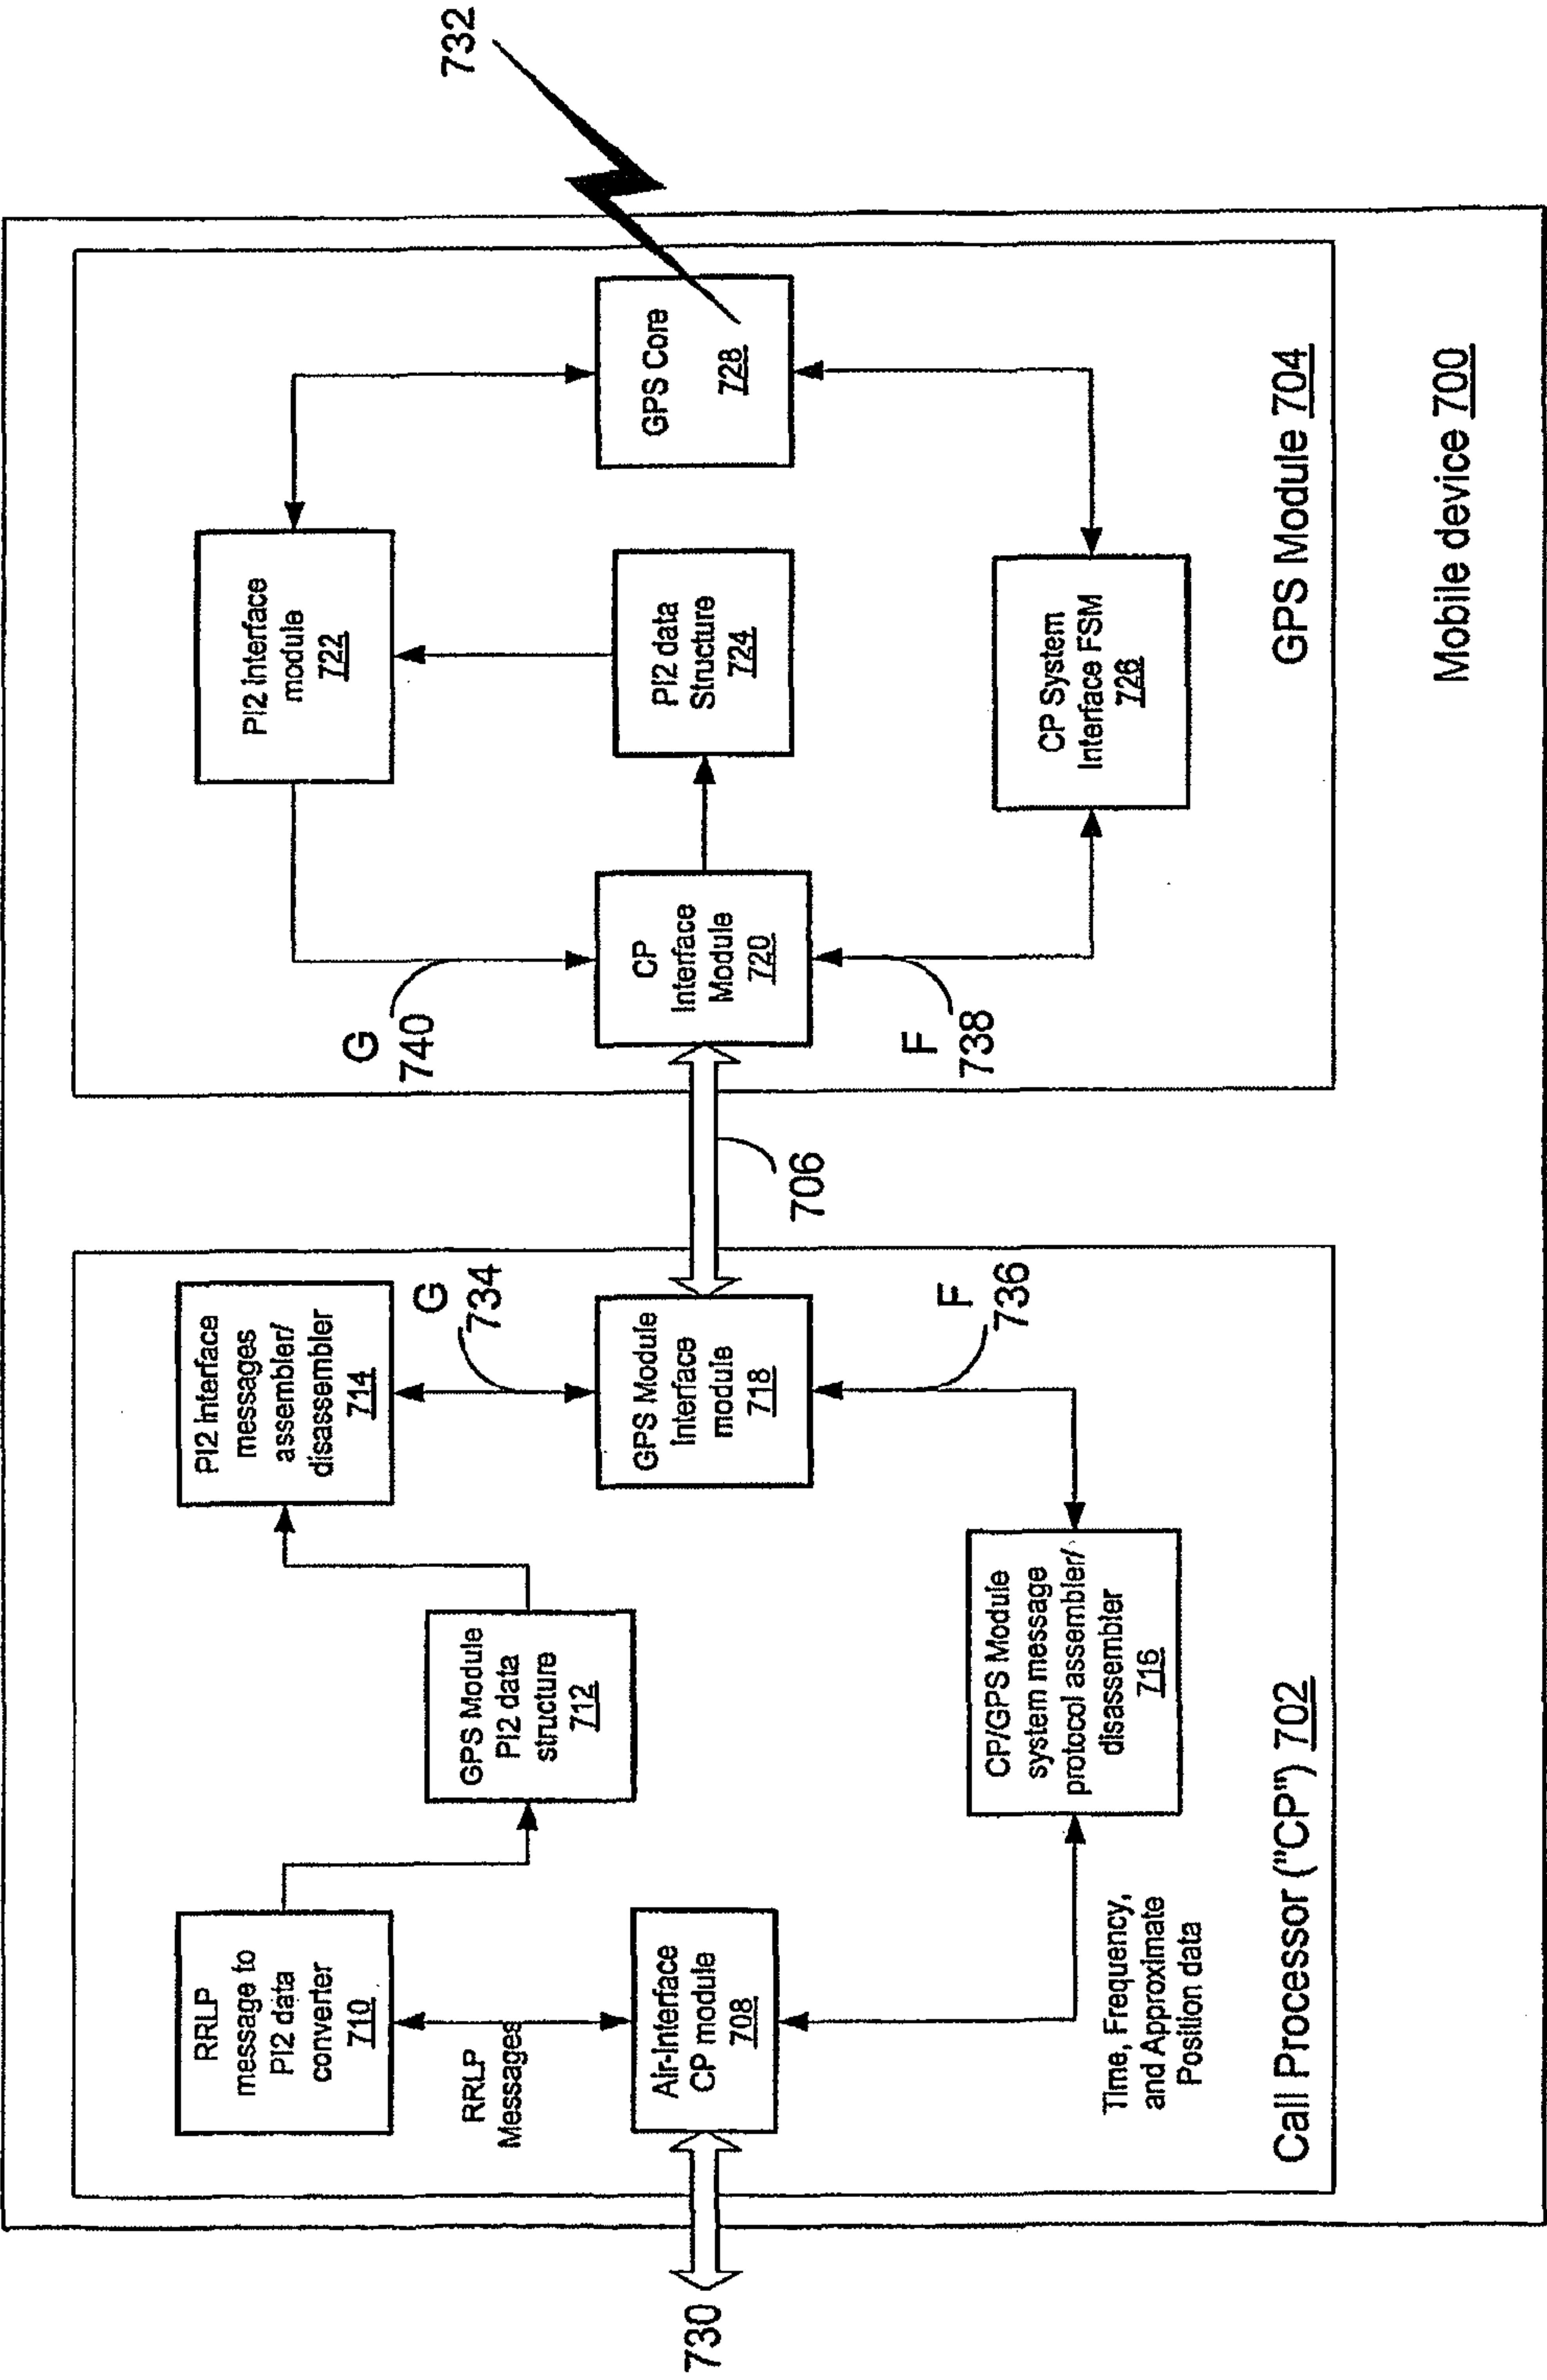 732
PI2 Interface
module
722
GPS Core
728
PI2 data
Structure
724
CP
Interface
Module
720
CP System
Interface FSM
726
G
740
F
738
GPS Module 704
Mobile device 700
706
RRLP
message to
PI2 data
converter
710
PI2 Interface
messages
assembler/
disassembler
714
GPS Module
PI2 data
structure
712
G
734
RRLP
Messages
Air-Interface
CP module
708
GPS Module
Interface
module
718
F
736
730
CP/GPS Module
system message
protocol assembler/
disassembler
716
Time, Frequency,
and Approximate
Position data
Call Processor ("CP") 702